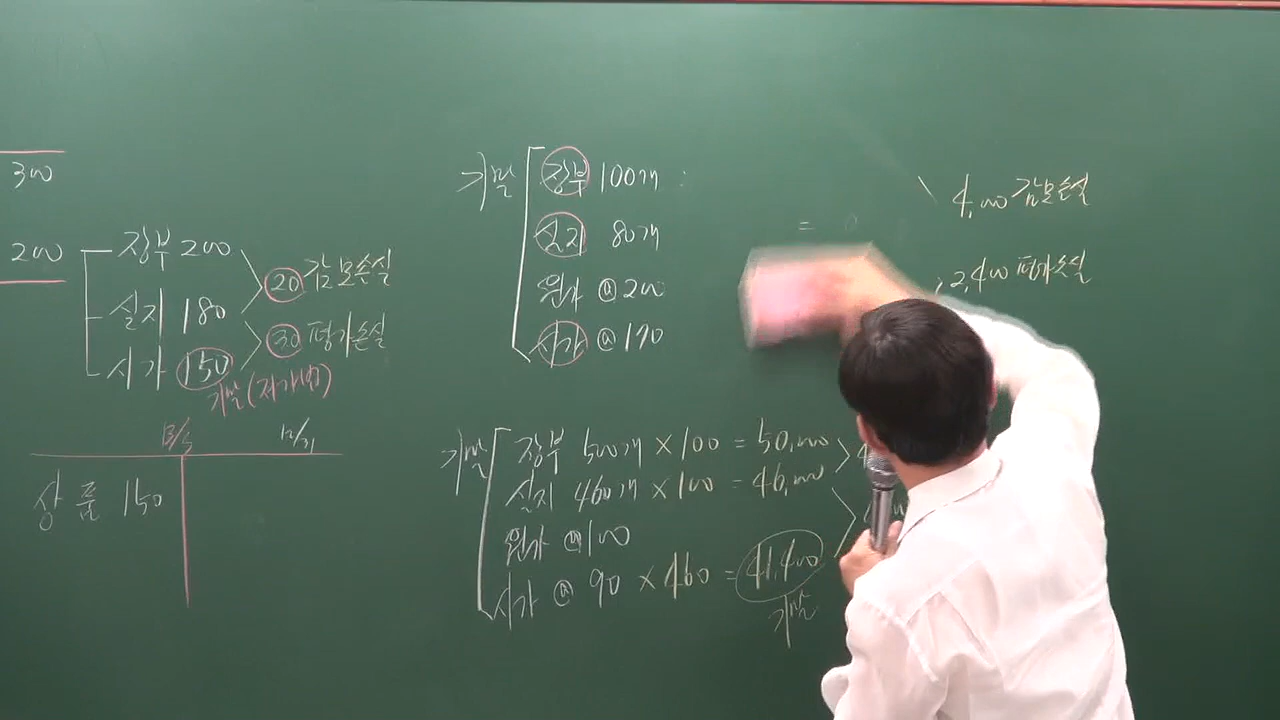 300
200
장부 200
실지 180
시가 150
20 감모손실
30 평가손실
기말(저가법)
B/S
12/31
상품 150
기말
장부 100개 :
실지 80개
원가 @200
시가 @170
=
4,000 감모손실
2,400 평가손실
기말
장부 500개 × 100 = 50,000
실지 460개 × 100 = 46,000
원가 @100
시가 @ 90 × 460 = 41,400
기말